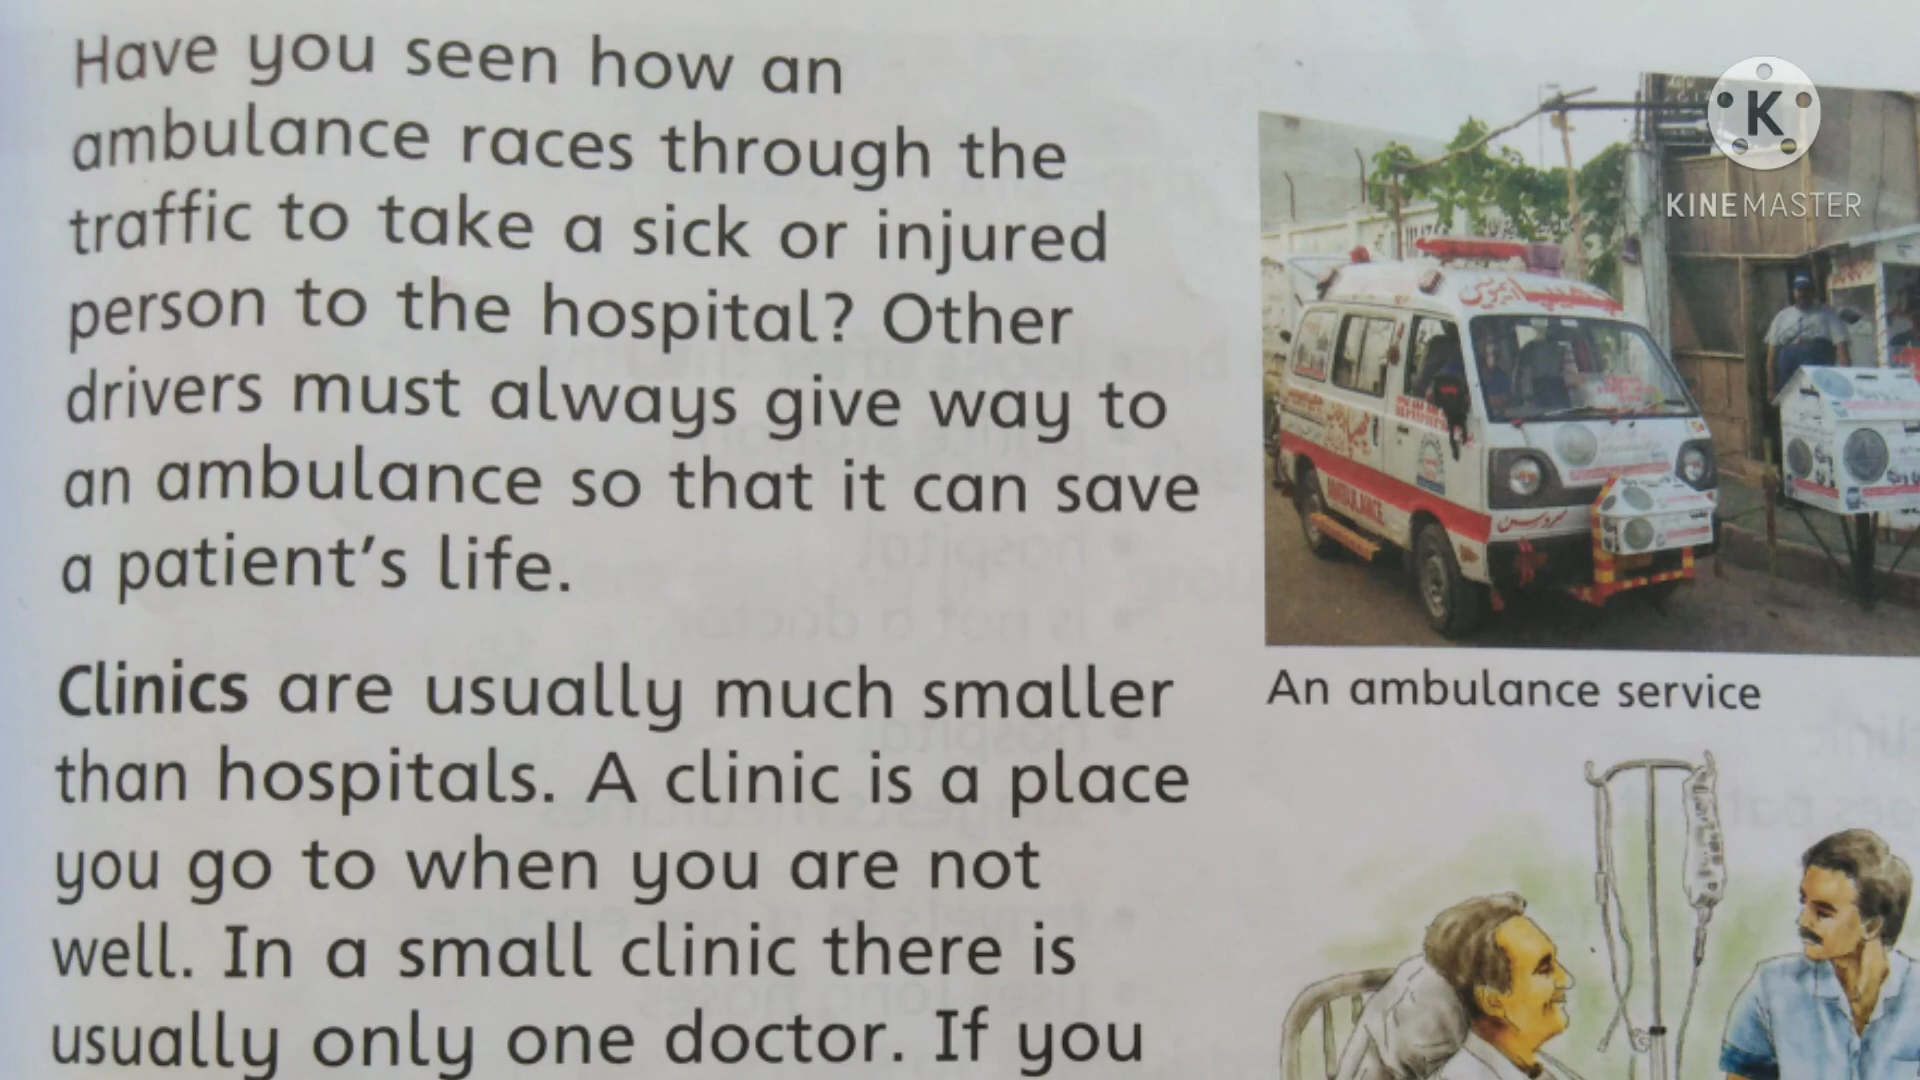 Have you seen how an
ambulance races through the
traffic to take a sick or injured
person to the hospital? Other
drivers must always give way to
an ambulance so that it can save
a patient's life.
Clinics are usually much smaller
than hospitals. A clinic is a place
you go to when you are not
well. In a small clinic there is
usually only one doctor. If you
K
KINEMASTER
AMBULANCE
سروس
An ambulance service